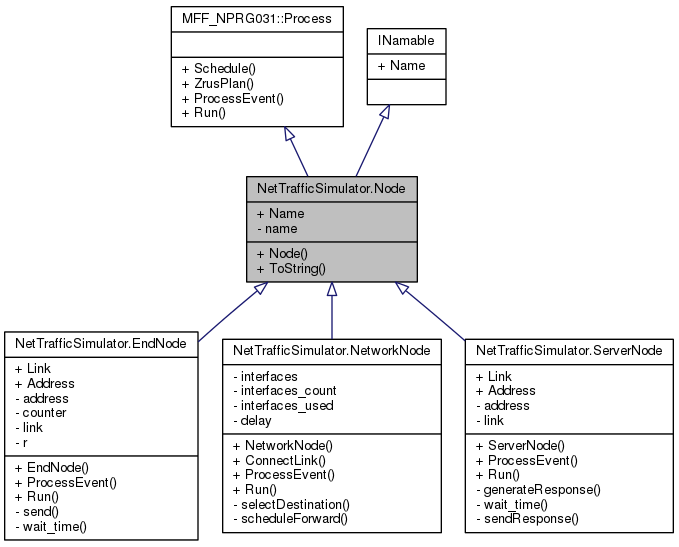 MFF_NPRG031::Process
+ Schedule()
+ ZrusPlan()
+ ProcessEvent()
+ Run()
INamable
+ Name
NetTrafficSimulator.Node
+ Name
- name
+ Node()
+ ToString()
NetTrafficSimulator.EndNode
+ Link
+ Address
- address
- counter
- link
- r
+ EndNode()
+ ProcessEvent()
+ Run()
- send()
- wait_time()
NetTrafficSimulator.NetworkNode
- interfaces
- interfaces_count
- interfaces_used
- delay
+ NetworkNode()
+ ConnectLink()
+ ProcessEvent()
+ Run()
- selectDestination()
- scheduleForward()
NetTrafficSimulator.ServerNode
+ Link
+ Address
- address
- link
+ ServerNode()
+ ProcessEvent()
+ Run()
- generateResponse()
- wait_time()
- sendResponse()